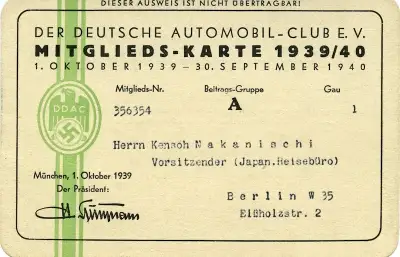 DIESER AUSWEIS IST NICHT ÜBERTRAGBAR!
DER DEUTSCHE AUTOMOBIL-CLUB E.V.
MITGLIEDS-KARTE 1939/40
1. OKTOBER 1939 – 30. SEPTEMBER 1940
Mitglieds-Nr. Beitrags-Gruppe Gau
356354 A 1
DDAC
Herrn Kensoh Nakanischi
Vorsitzender (Japan.Reisebüro)
München, 1. Oktober 1939
Der Präsident:
Berlin W 35
Elßholzstr. 2